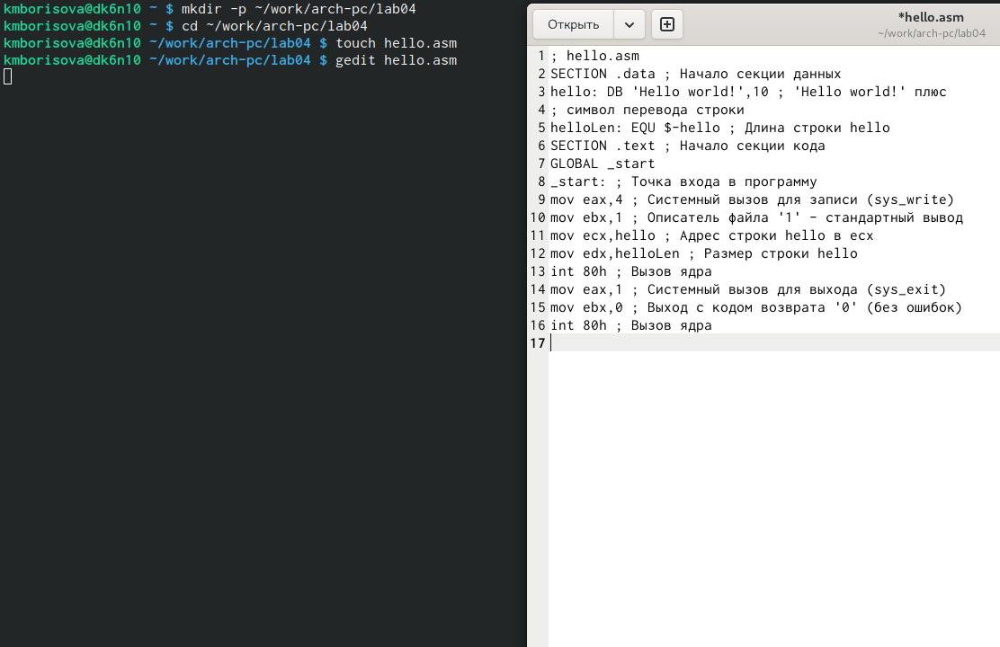 kmborisova@dk6n10 ~ $ mkdir -p ~/work/arch-pc/lab04
kmborisova@dk6n10 ~ $ cd ~/work/arch-pc/lab04
kmborisova@dk6n10 ~/work/arch-pc/lab04 $ touch hello.asm
kmborisova@dk6n10 ~/work/arch-pc/lab04 $ gedit hello.asm
Открыть
*hello.asm
~/work/arch-pc/lab04
1 ; hello.asm
2 SECTION .data ; Начало секции данных
3 hello: DB 'Hello world!',10 ; 'Hello world!' плюс
4 ; символ перевода строки
5 helloLen: EQU $-hello ; Длина строки hello
6 SECTION .text ; Начало секции кода
7 GLOBAL _start
8 _start: ; Точка входа в программу
9 mov eax,4 ; Системный вызов для записи (sys_write)
10 mov ebx,1 ; Описатель файла '1' - стандартный вывод
11 mov ecx,hello ; Адрес строки hello в ecx
12 mov edx,helloLen ; Размер строки hello
13 int 80h ; Вызов ядра
14 mov eax,1 ; Системный вызов для выхода (sys_exit)
15 mov ebx,0 ; Выход с кодом возврата '0' (без ошибок)
16 int 80h ; Вызов ядра
17